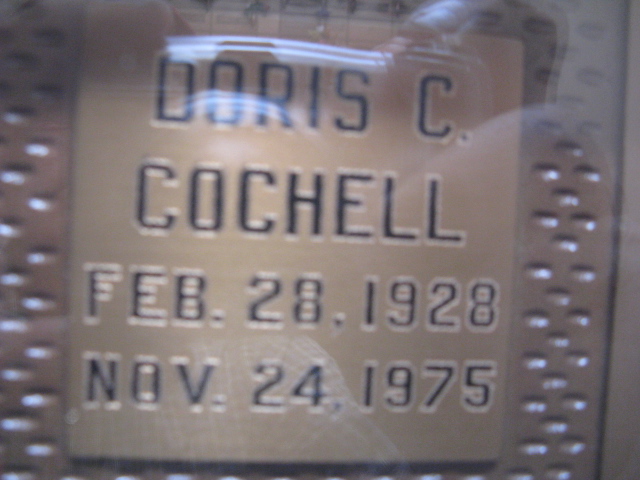 DORIS C.
COCHELL
FEB. 28, 1928
NOV. 24, 1975